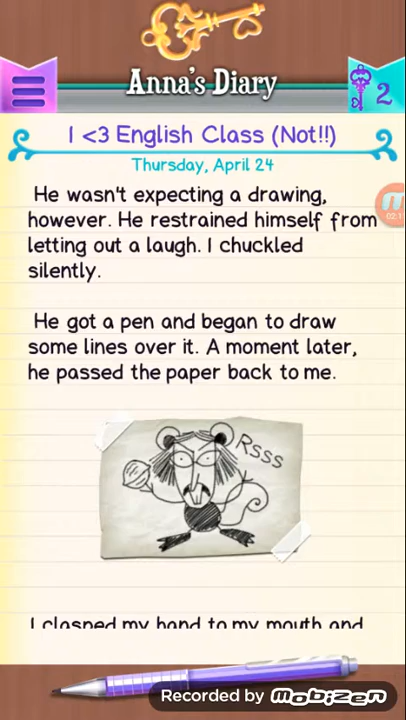 Anna's Diary
2
I <3 English Class (Not!!)
Thursday, April 24
He wasn't expecting a drawing,
however. He restrained himself from
letting out a laugh. I chuckled
silently.
He got a pen and began to draw
some lines over it. A moment later,
he passed the paper back to me.
Rsss
I clasped my hand to my mouth and
Recorded by mobizen